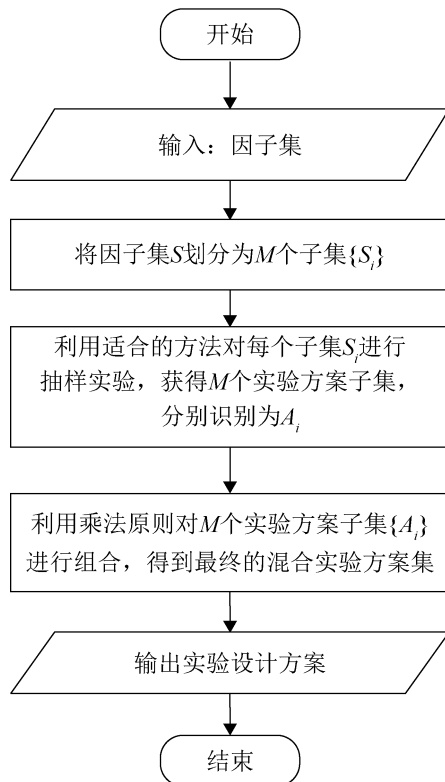 开始
输入：因子集
将因子集S划分为M个子集{Si}
利用适合的方法对每个子集Si进行
抽样实验，获得M个实验方案子集，
分别识别为Ai
利用乘法原则对M个实验方案子集{Ai}
进行组合，得到最终的混合实验方案集
输出实验设计方案
结束